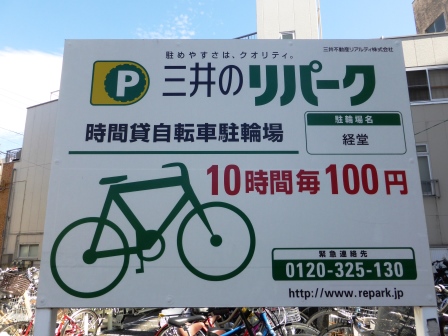 三井不動産リアルティ株式会社
駐めやすさは、クオリティ。
P 三井のリパーク
時間貸自転車駐輪場
駐輪場名
経堂
10時間毎100円
緊急連絡先
0120-325-130
http://www.repark.jp